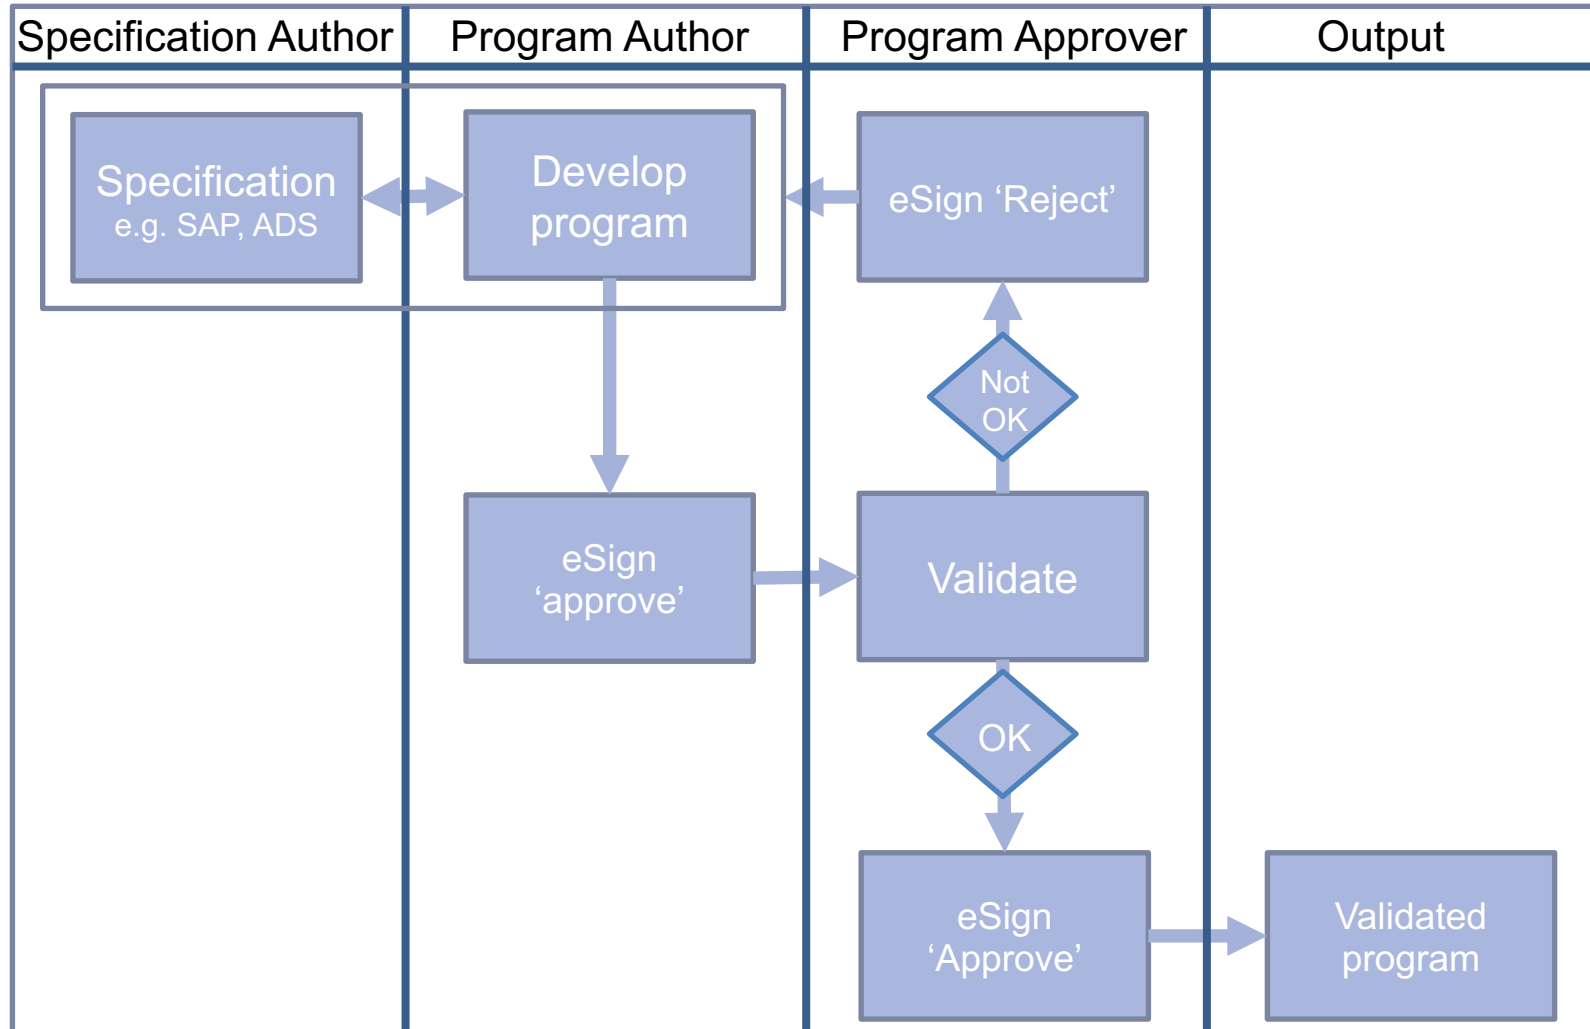 Specification Author
Program Author
Program Approver
Output
Specification
e.g. SAP, ADS
Develop
program
eSign ‘Reject’
Not
OK
eSign
‘approve’
Validate
OK
eSign
‘Approve’
Validated
program